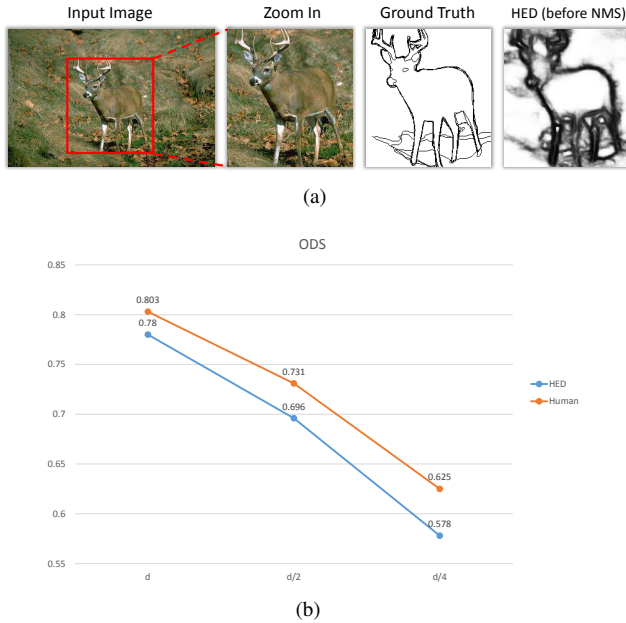 Input Image Zoom In Ground Truth HED (before NMS)
(a)
ODS
0.85
0.8
0.75
0.7
0.65
0.6
0.55
0.803
0.78
0.731
0.696
0.625
0.578
HED
Human
d d/2 d/4
(b)